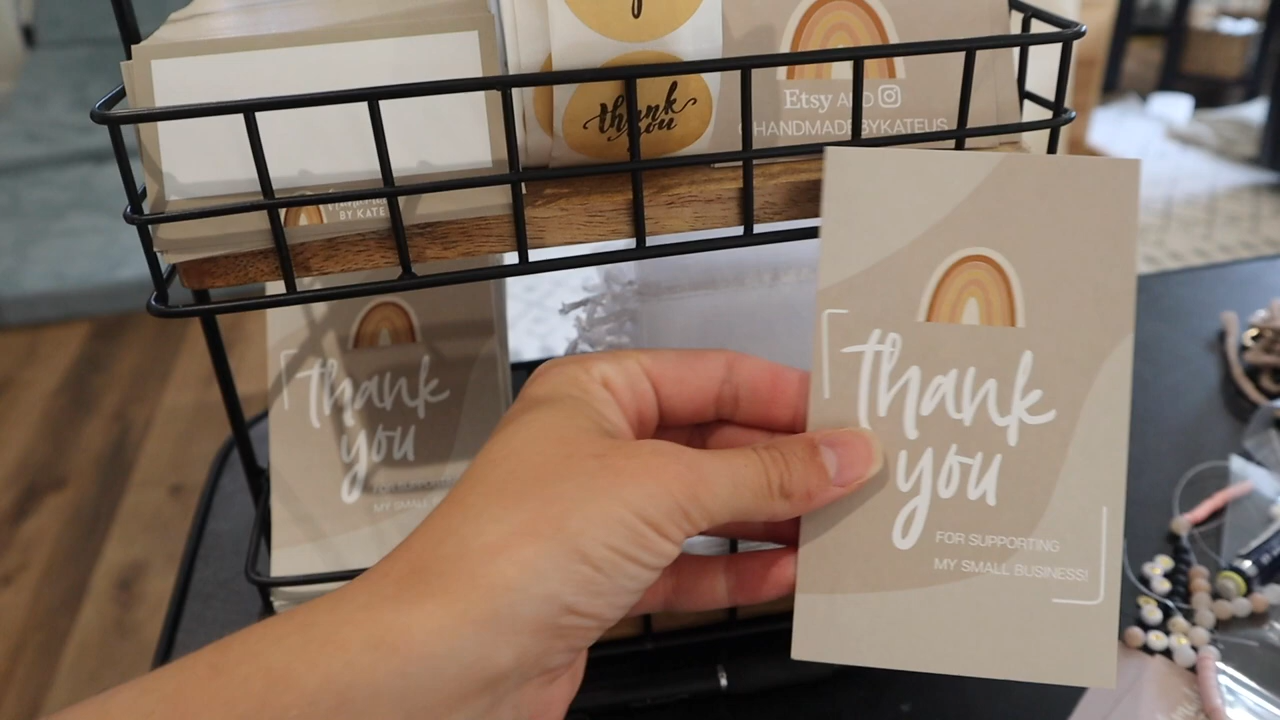 thank
you
Etsy AND
@HANDMADEBYKATEUS
BY KATE
thank
you
FOR SUPPORTING
MY SMALL
thank
you
FOR SUPPORTING
MY SMALL BUSINESS!